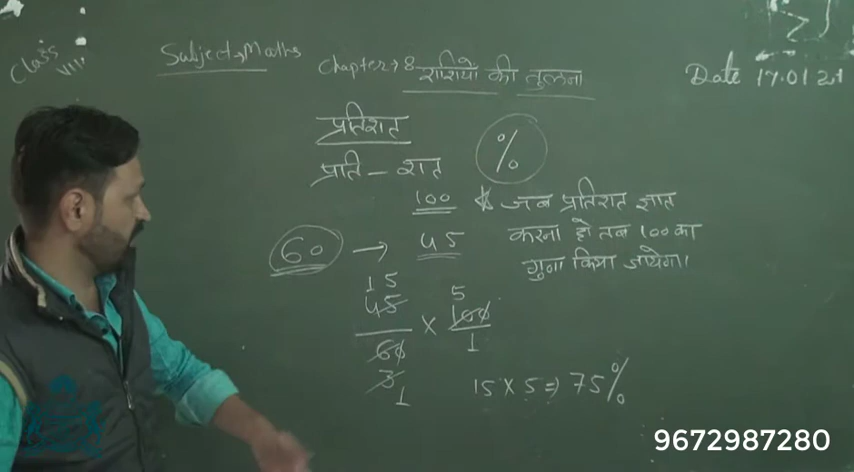 Class VIII
Subject → Maths
Chapter → 8 राशियो की तुलना
Date 17.01.21
प्रतिशत
%
प्रति – शत
100
जब प्रतिशत ज्ञात
करना हो तब 100 का
गुना किया जायेगा।
60 → 45
15 5
45 × 100
60 1
3
1
15 × 5 ⇒ 75%
9672987280